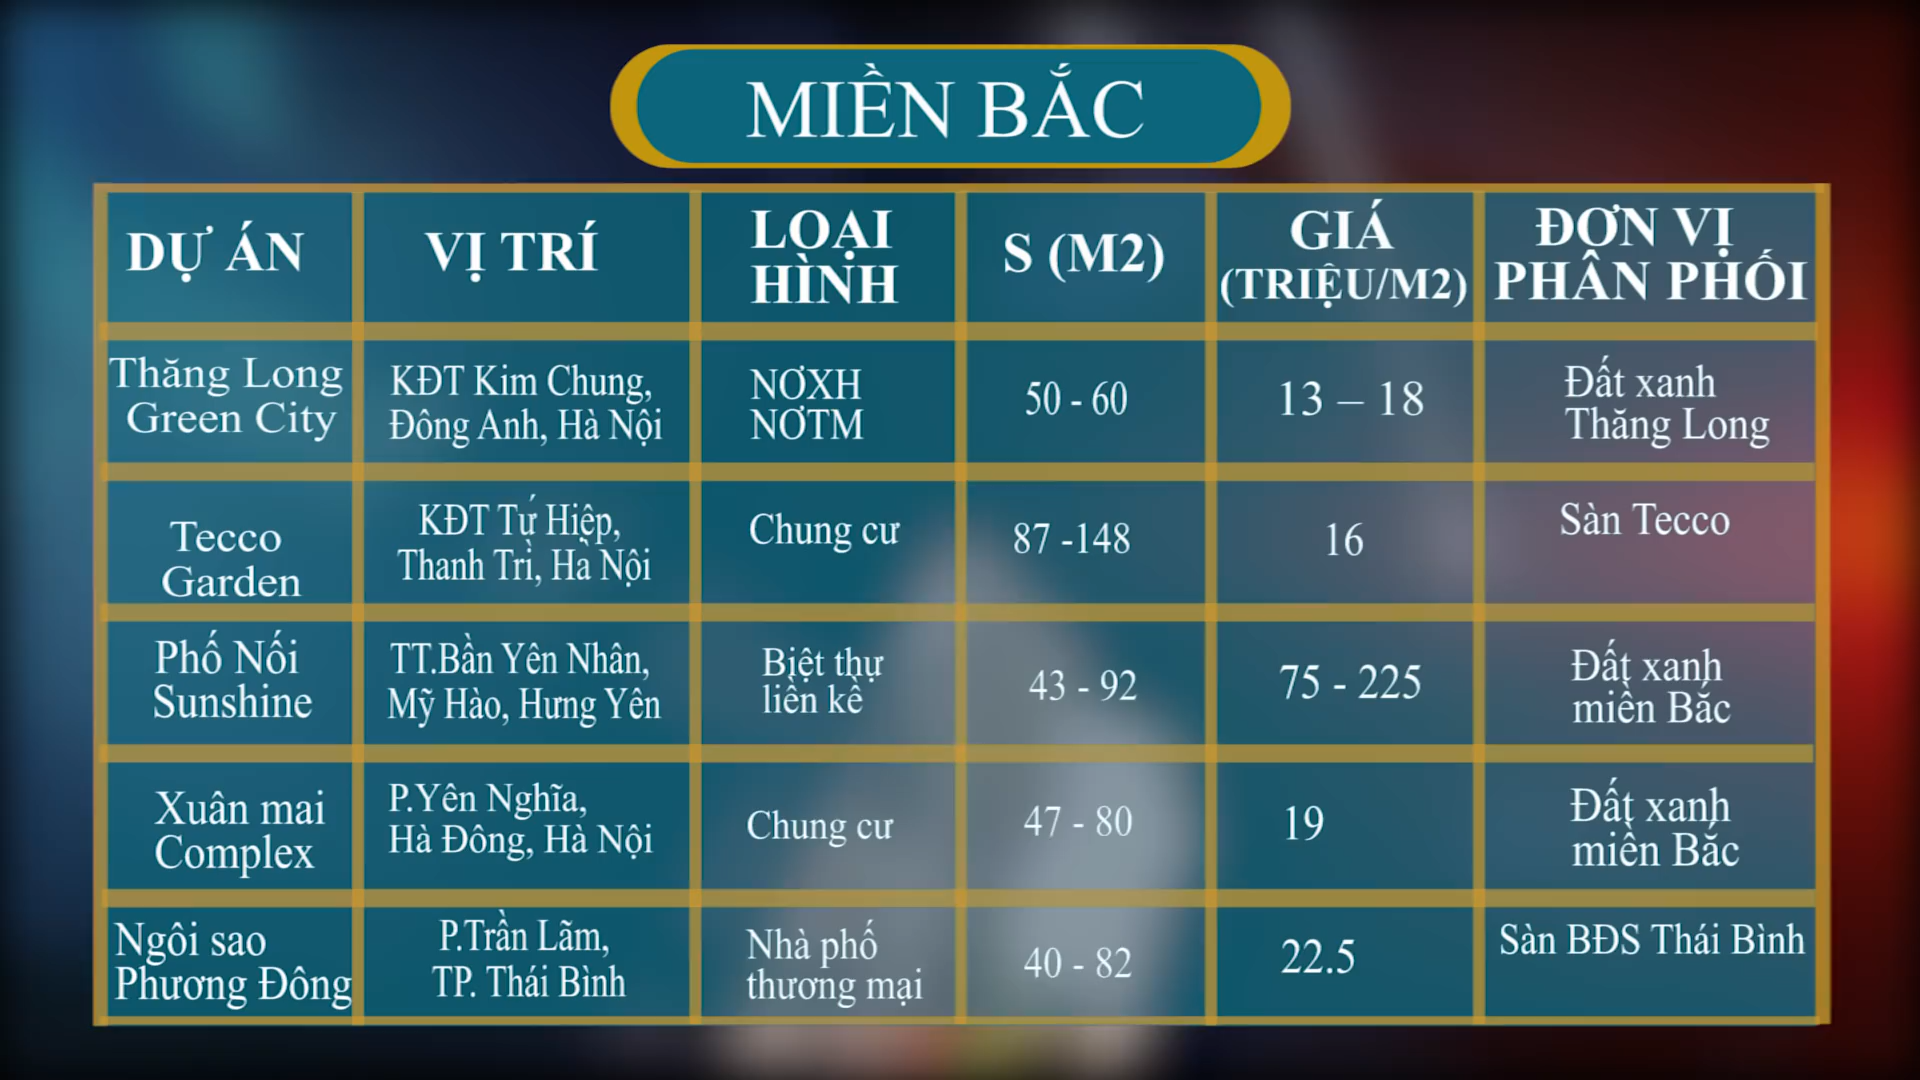 MIỀN BẮC
DỰ ÁN
VỊ TRÍ
LOẠI
HÌNH
S (M2)
GIÁ
(TRIỆU/M2)
ĐƠN VỊ
PHÂN PHỐI
Thăng Long
Green City
KĐT Kim Chung,
Đông Anh, Hà Nội
NƠXH
NƠTM
50 - 60
13 – 18
Đất xanh
Thăng Long
Tecco
Garden
KĐT Tứ Hiệp,
Thanh Trì, Hà Nội
Chung cư
87 -148
16
Sàn Tecco
Phố Nối
Sunshine
TT.Bần Yên Nhân,
Mỹ Hào, Hưng Yên
Biệt thự
liền kề
43 - 92
75 - 225
Đất xanh
miền Bắc
Xuân mai
Complex
P.Yên Nghĩa,
Hà Đông, Hà Nội
Chung cư
47 - 80
19
Đất xanh
miền Bắc
Ngôi sao
Phương Đông
P.Trần Lãm,
TP. Thái Bình
Nhà phố
thương mại
40 - 82
22.5
Sàn BĐS Thái Bình